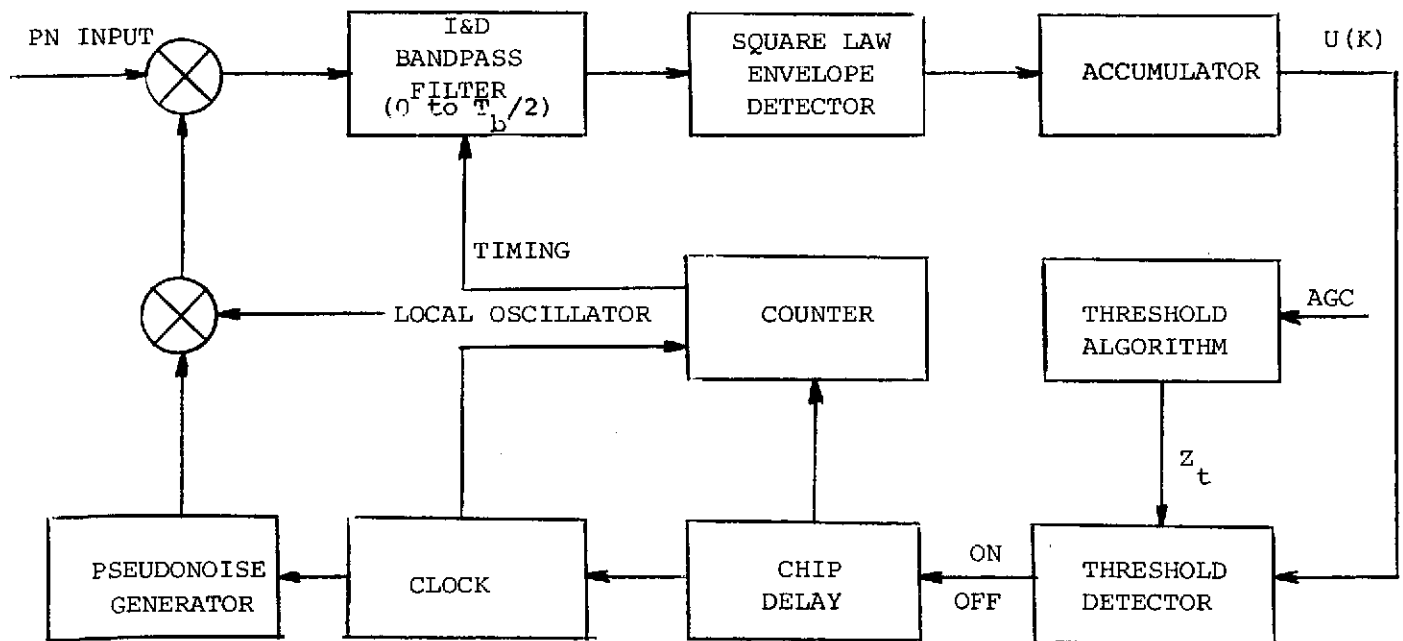 PN INPUT
I&D
BANDPASS
FILTER
(0 to T_b/2)
SQUARE LAW
ENVELOPE
DETECTOR
ACCUMULATOR
U(K)
TIMING
LOCAL OSCILLATOR
COUNTER
THRESHOLD
ALGORITHM
AGC
Z_t
PSEUDONOISE
GENERATOR
CLOCK
CHIP
DELAY
ON
OFF
THRESHOLD
DETECTOR